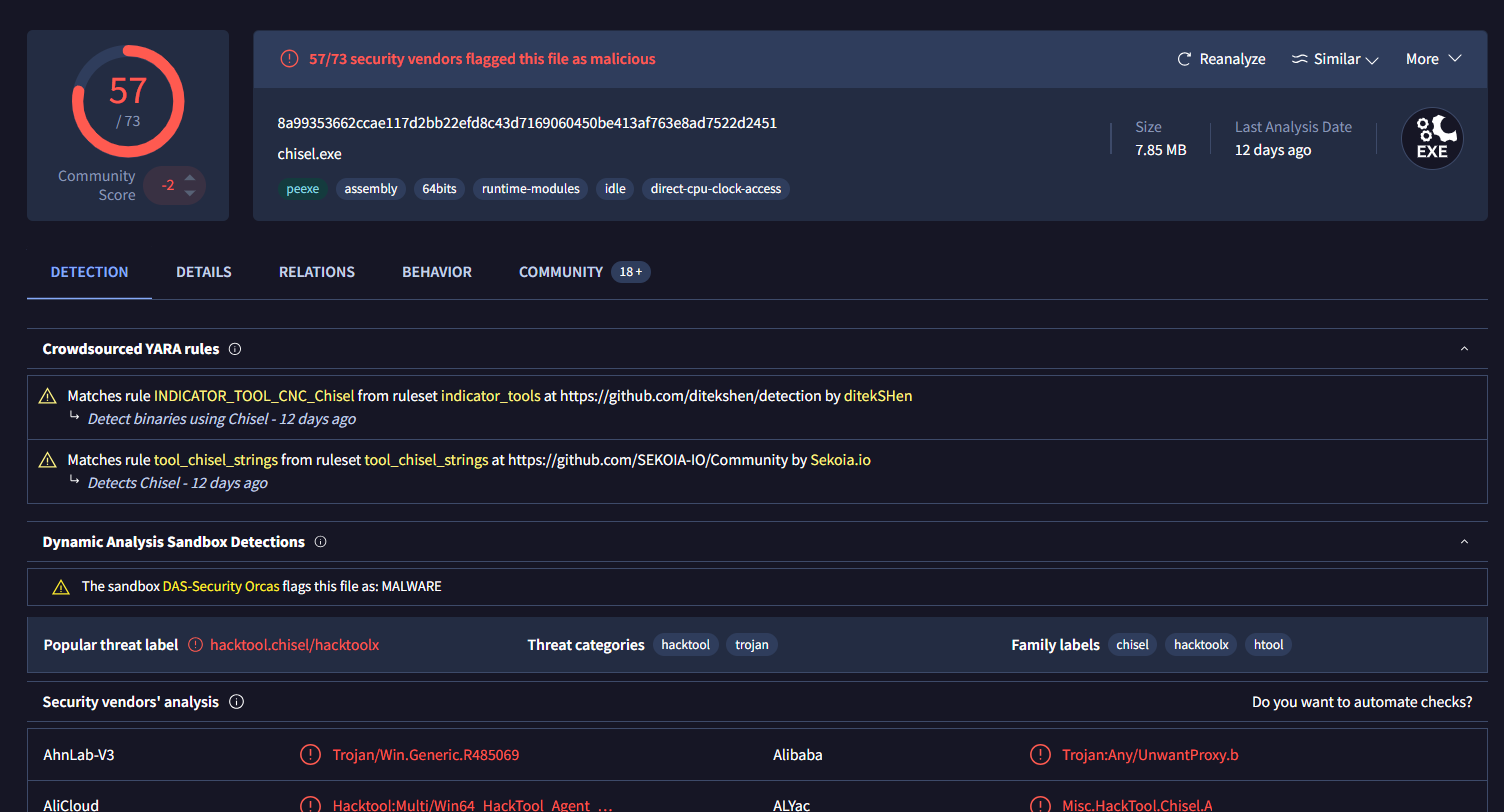 57
/ 73
Community Score
-2
57/73 security vendors flagged this file as malicious
Reanalyze
Similar
More
8a99353662ccae117d2bb22efd8c43d7169060450be413af763e8ad7522d2451
chisel.exe
peexe assembly 64bits runtime-modules idle direct-cpu-clock-access
Size
7.85 MB
Last Analysis Date
12 days ago
EXE
DETECTION DETAILS RELATIONS BEHAVIOR COMMUNITY 18+
Crowdsourced YARA rules
Matches rule INDICATOR_TOOL_CNC_Chisel from ruleset indicator_tools at https://github.com/ditekshen/detection by ditekSHen
Detect binaries using Chisel - 12 days ago
Matches rule tool_chisel_strings from ruleset tool_chisel_strings at https://github.com/SEKOIA-IO/Community by Sekoia.io
Detects Chisel - 12 days ago
Dynamic Analysis Sandbox Detections
The sandbox DAS-Security Orcas flags this file as: MALWARE
Popular threat label hacktool.chisel/hacktoolx Threat categories hacktool trojan Family labels chisel hacktoolx htool
Security vendors' analysis Do you want to automate checks?
AhnLab-V3 Trojan/Win.Generic.R485069 Alibaba Trojan:Any/UnwantProxy.b
AliCloud Hacktool:Multi/Win64_HackTool_Agent_… ALYac Misc.HackTool.Chisel.A